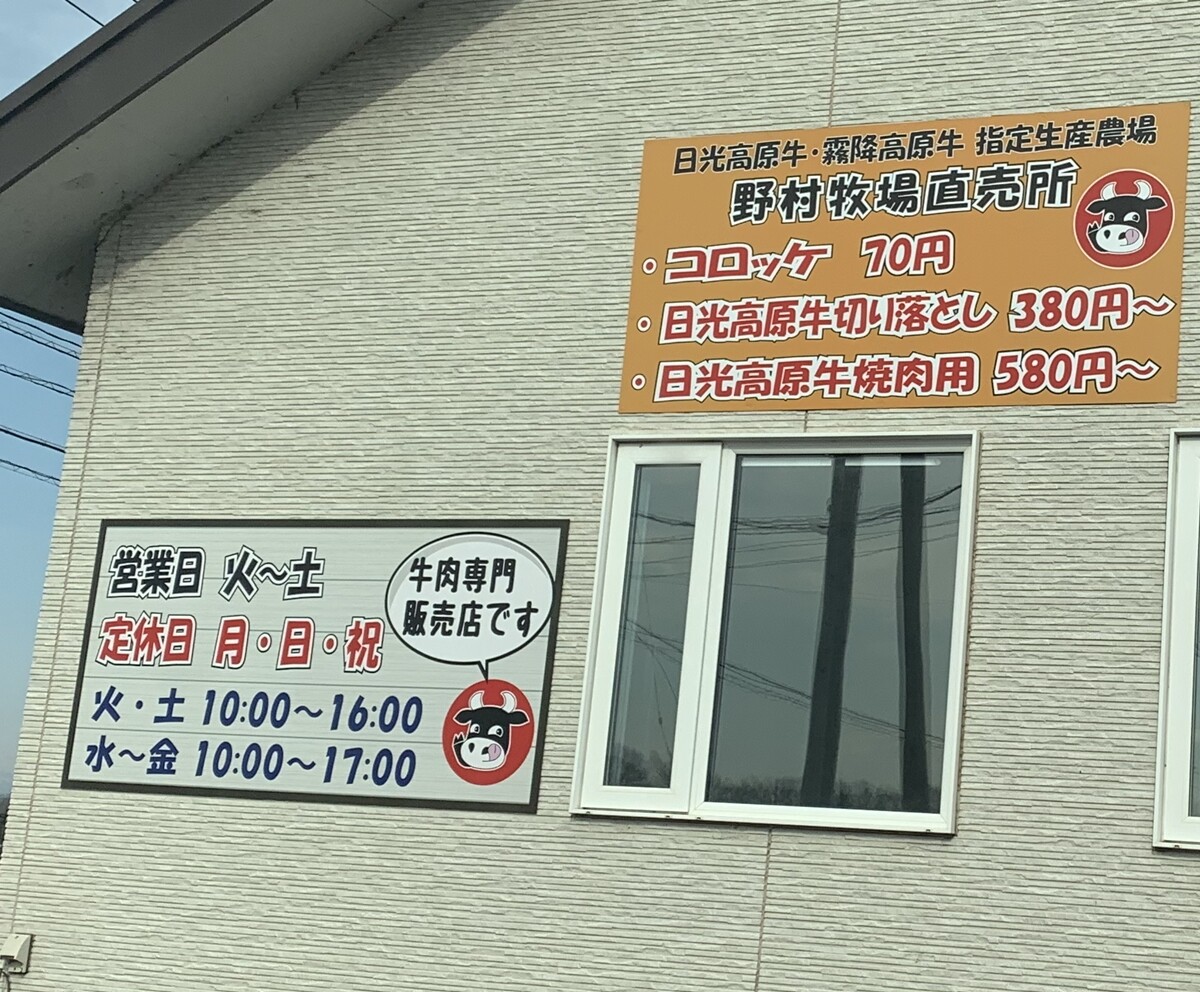 日光高原牛・霧降高原牛 指定生産農場
野村牧場直売所
・コロッケ 70円
・日光高原牛切り落とし 380円～
・日光高原牛焼肉用 580円～
営業日 火～土
定休日 月・日・祝
火・土 10:00～16:00
水～金 10:00～17:00
牛肉専門
販売店です